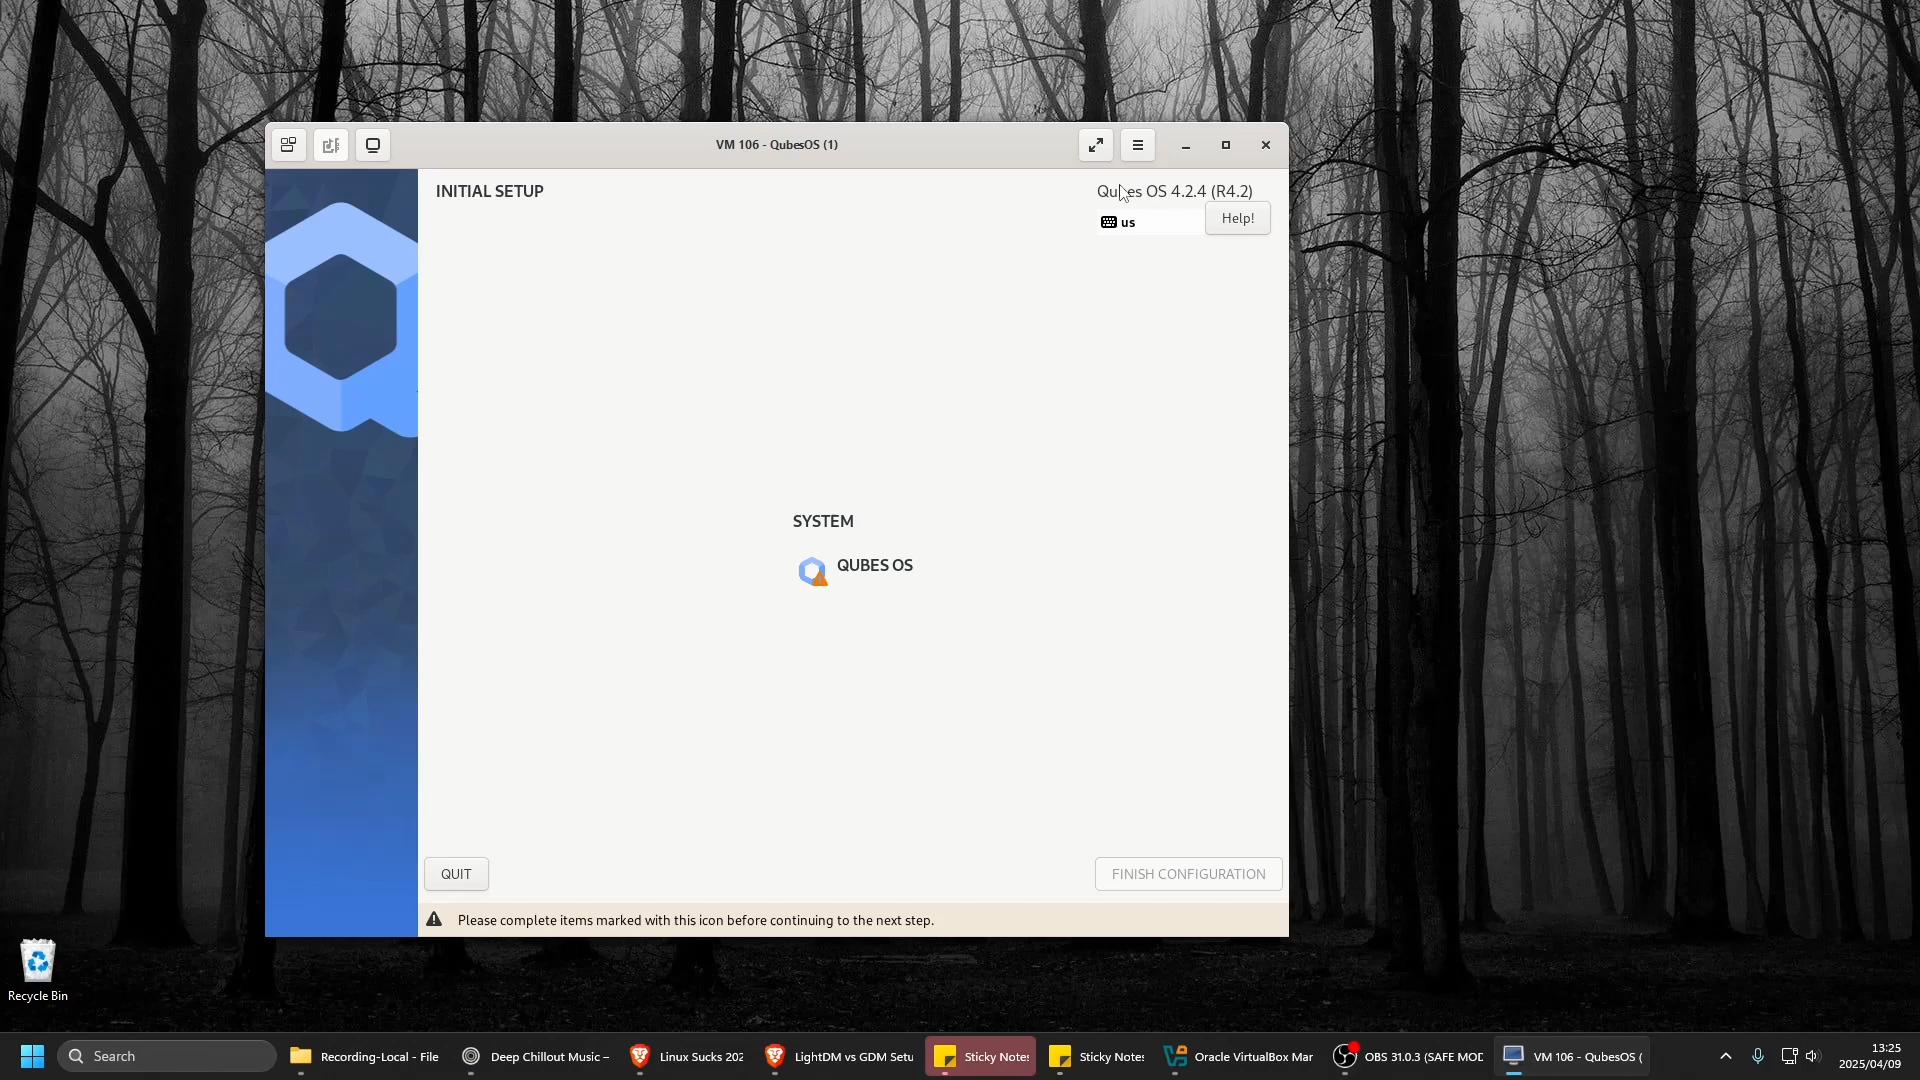 VM 106 - QubesOS (1)
INITIAL SETUP
Qubes OS 4.2.4 (R4.2)
us
Help!
SYSTEM
QUBES OS
QUIT
FINISH CONFIGURATION
Please complete items marked with this icon before continuing to the next step.
Recycle Bin
Search
Recording-Local - File
Deep Chillout Music –
Linux Sucks 202
LightDM vs GDM Setu
Sticky Notes
Sticky Notes
Oracle VirtualBox Man
OBS 31.0.3 (SAFE MOD
VM 106 - QubesOS (
13:25
2025/04/09